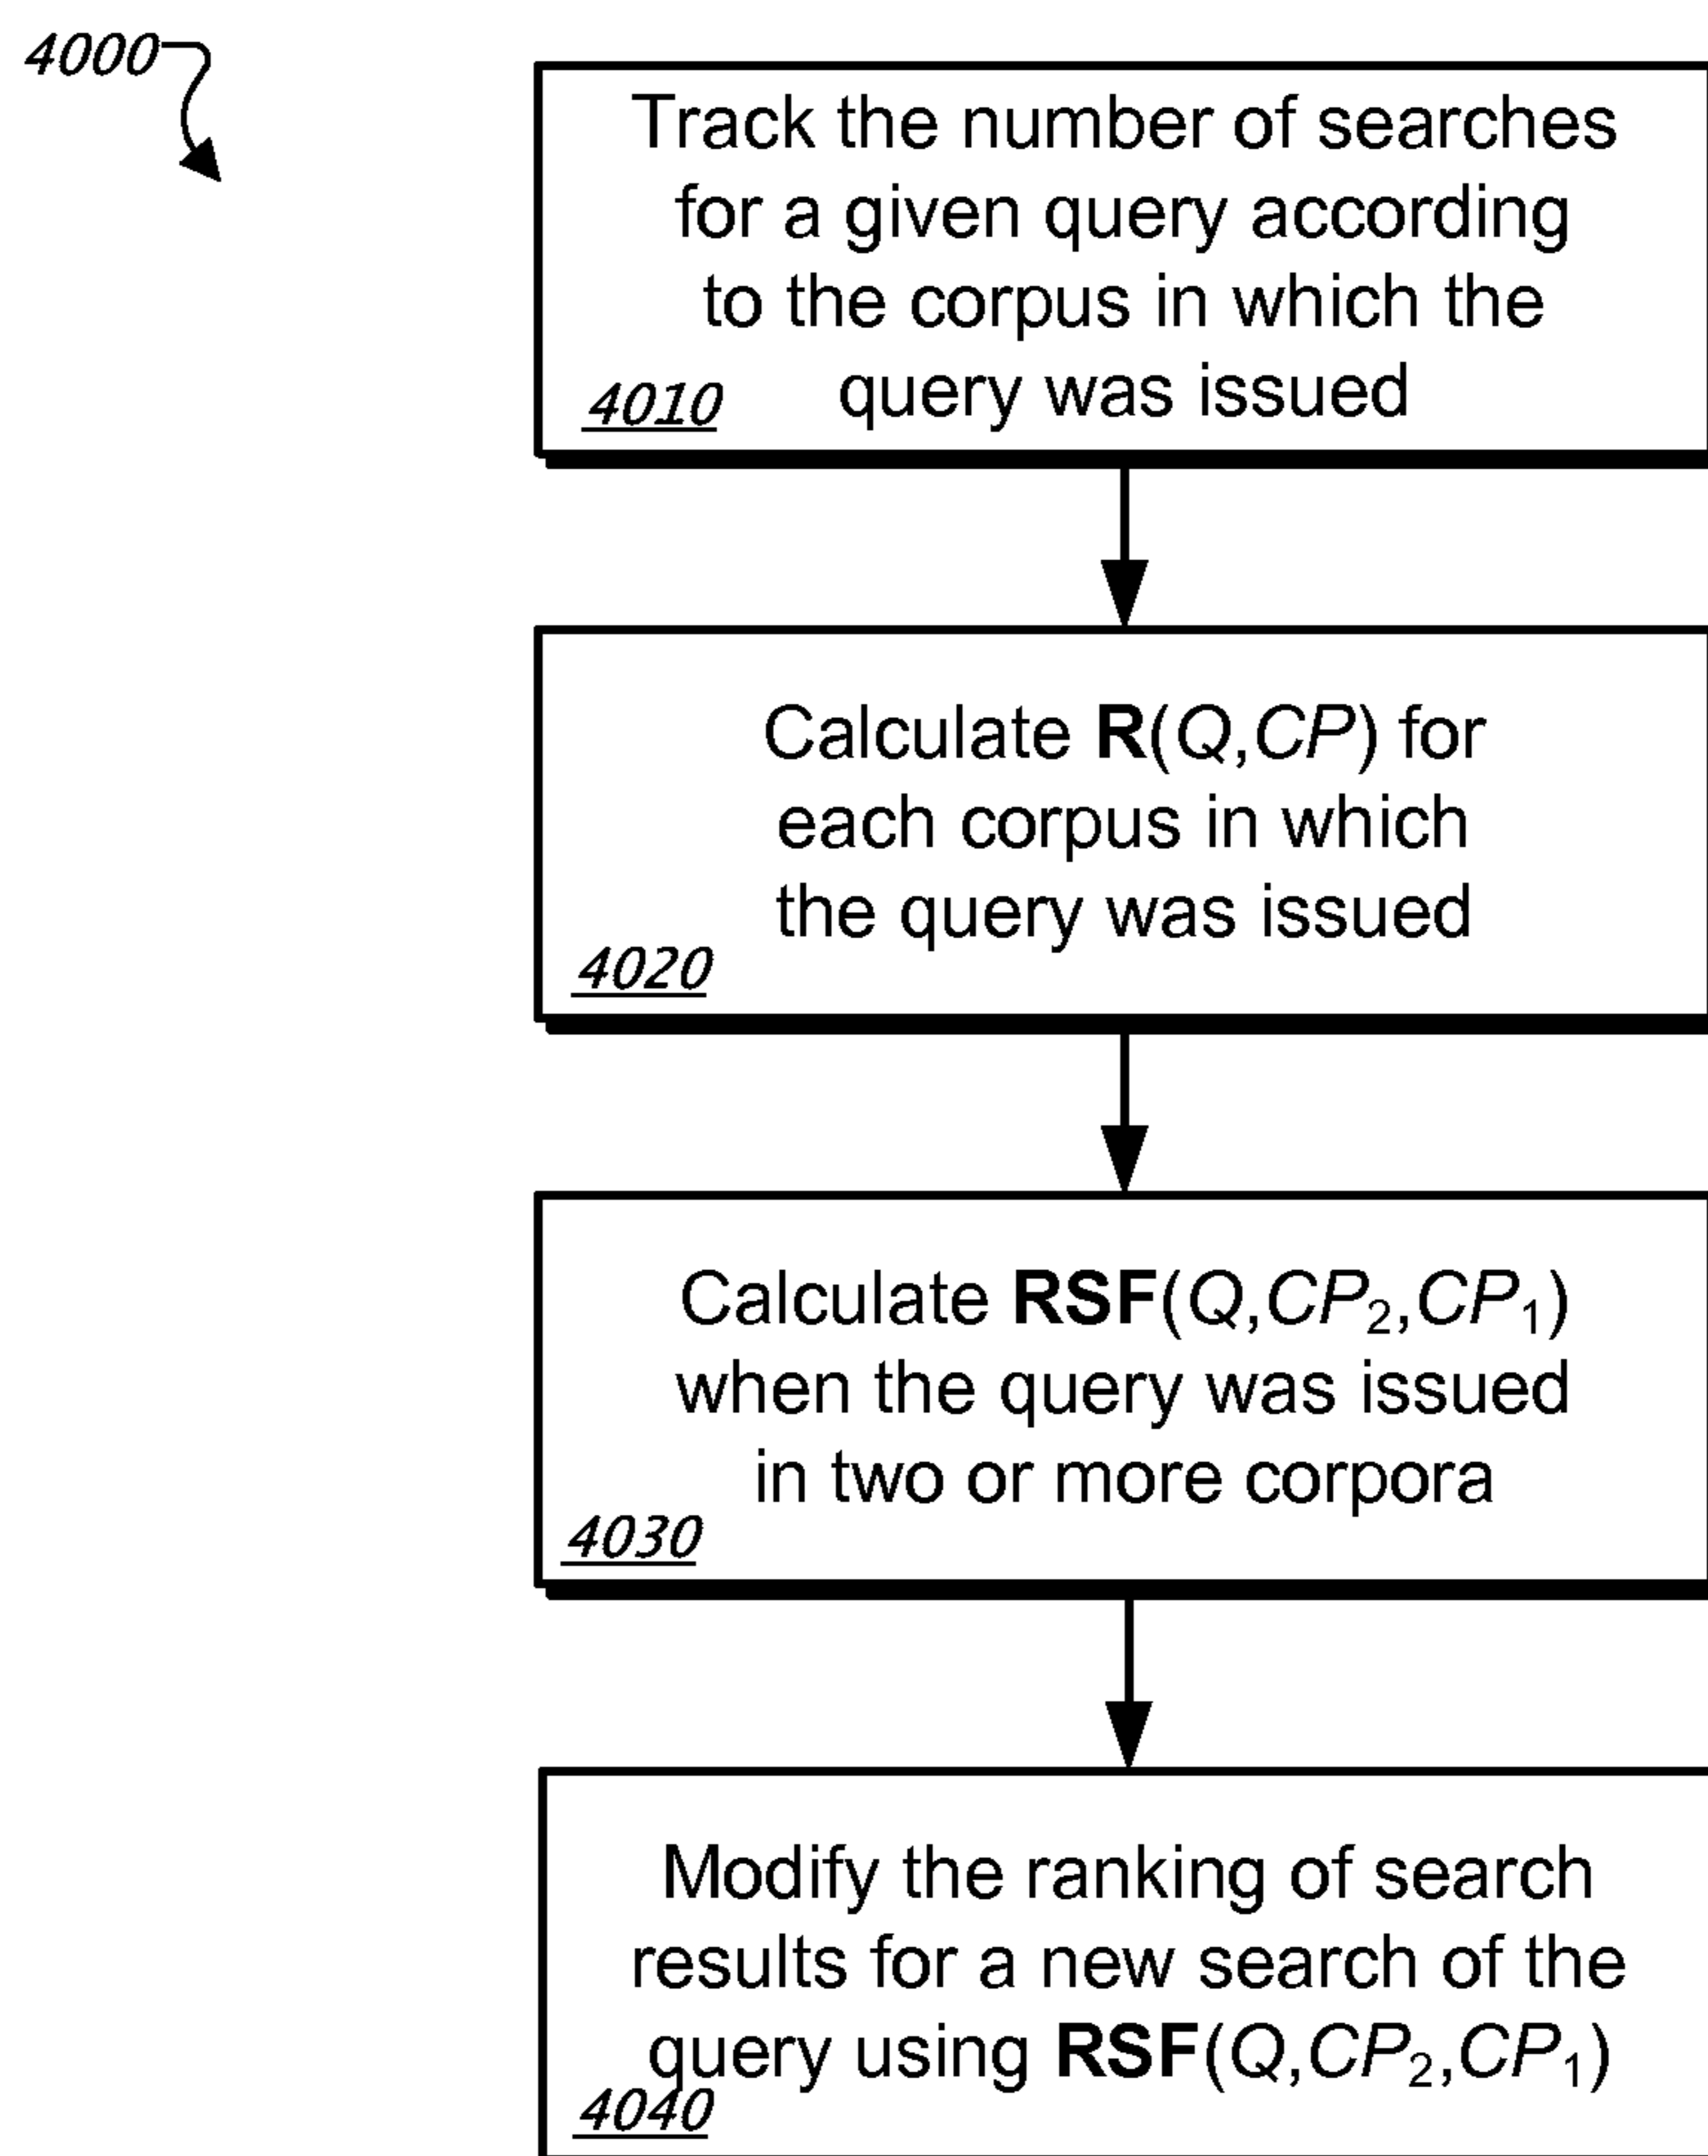 4000
Track the number of searches
for a given query according
to the corpus in which the
query was issued
4010
Calculate R(Q,CP) for
each corpus in which
the query was issued
4020
Calculate RSF(Q,CP₂,CP₁)
when the query was issued
in two or more corpora
4030
Modify the ranking of search
results for a new search of the
query using RSF(Q,CP₂,CP₁)
4040